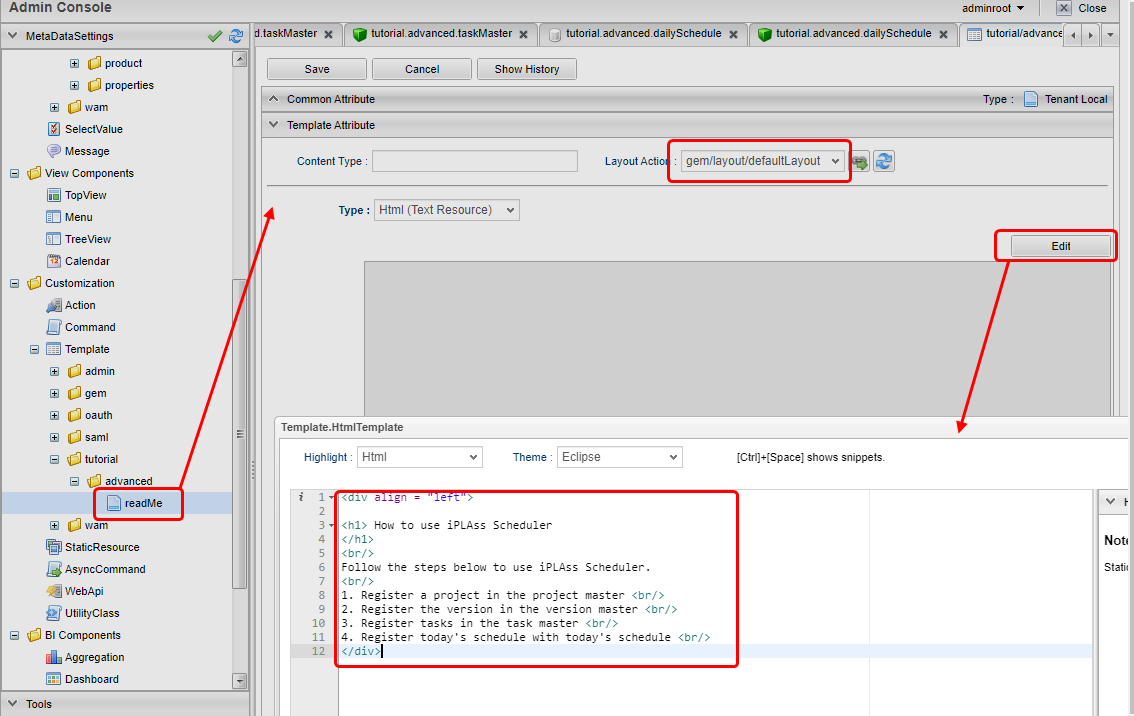 Admin Console
adminroot
Close
MetaDataSettings
d.taskMaster
tutorial.advanced.taskMaster
tutorial.advanced.dailySchedule
tutorial.advanced.dailySchedule
tutorial/advance
product
properties
wam
SelectValue
Message
View Components
TopView
Menu
TreeView
Calendar
Customization
Action
Command
Template
admin
gem
oauth
saml
tutorial
advanced
readMe
wam
StaticResource
AsyncCommand
WebApi
UtilityClass
BI Components
Aggregation
Dashboard
Tools
Save
Cancel
Show History
Common Attribute
Type :
Tenant Local
Template Attribute
Content Type :
Layout Action :
gem/layout/defaultLayout
Type :
Html (Text Resource)
Edit
Template.HtmlTemplate
Highlight :
Html
Theme :
Eclipse
[Ctrl]+[Space] shows snippets.
i 1 <div align = "left">
2
3 <h1> How to use iPLAss Scheduler
4 </h1>
5 <br/>
6 Follow the steps below to use iPLAss Scheduler.
7 <br/>
8 1. Register a project in the project master <br/>
9 2. Register the version in the version master <br/>
10 3. Register tasks in the task master <br/>
11 4. Register today's schedule with today's schedule <br/>
12 </div>
Note
Stati